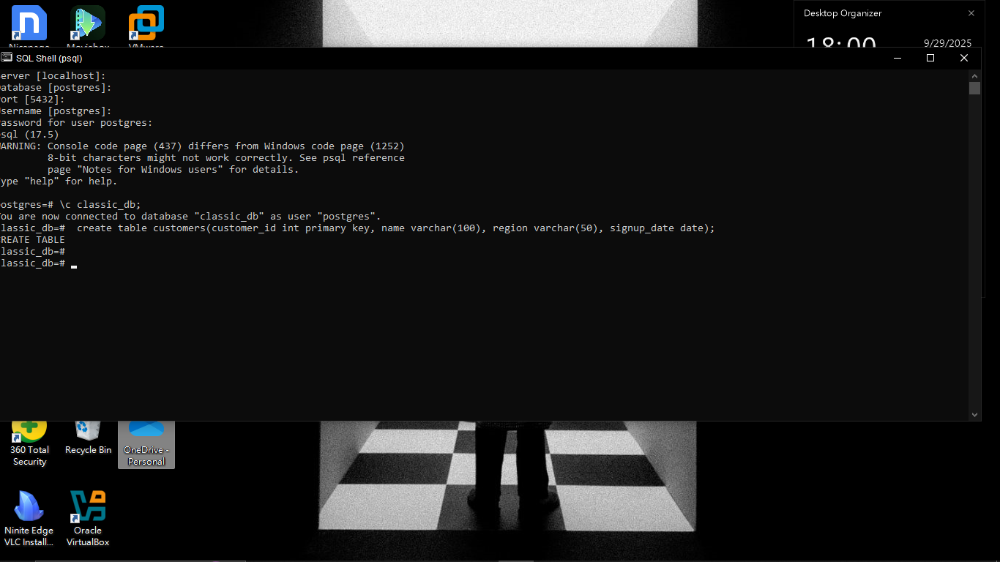 Desktop Organizer
18:00
9/29/2025
SQL Shell (psql)
erver [localhost]:
atabase [postgres]:
ort [5432]:
sername [postgres]:
assword for user postgres:
sql (17.5)
ARNING: Console code page (437) differs from Windows code page (1252)
8-bit characters might not work correctly. See psql reference
page "Notes for Windows users" for details.
ype "help" for help.
ostgres=# \c classic_db;
ou are now connected to database "classic_db" as user "postgres".
lassic_db=#  create table customers(customer_id int primary key, name varchar(100), region varchar(50), signup_date date);
REATE TABLE
lassic_db=#
lassic_db=#
360 Total
Security
Recycle Bin
OneDrive -
Personal
Ninite Edge
VLC Install...
Oracle
VirtualBox